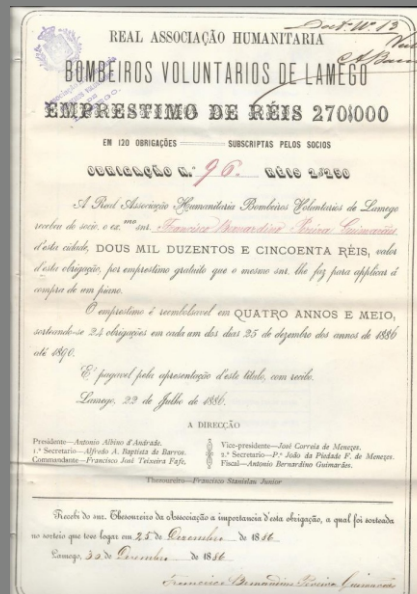 Doc. Nº 13
REAL ASSOCIAÇÃO HUMANITARIA
BOMBEIROS VOLUNTARIOS DE LAMEGO
EMPRESTIMO DE RÉIS 270$000
EM 120 OBRIGAÇÕES SUBSCRIPTAS PELOS SOCIOS
OBRIGAÇÃO N.º 96. RÉIS 2$250
A Real Associação Humanitaria Bombeiros Voluntarios de Lamego
recebeu do socio, o ex.mo snr. Francisco Bernardino Pereira Guimarães
d'esta cidade, DOUS MIL DUZENTOS E CINCOENTA RÉIS, valor
d'esta obrigação, por emprestimo gratuito que o mesmo snr. lhe faz para applicar á
compra de um piano.
O emprestimo é reembolsavel em QUATRO ANNOS E MEIO,
sorteando-se 24 obrigações em cada um dos dias 25 de dezembro dos annos de 1886
até 1890.
E' pagavel pela apresentação d'este titulo, com recibo.
Lamego, 22 de Julho de 1886.
A DIRECÇÃO
Presidente—Antonio Albino d'Andrade.
1.º Secretario—Alfredo A. Baptista de Barros.
Commandante—Francisco José Teixeira Fafe.
Vice-presidente—José Correia de Menezes.
2.º Secretario—P.e João da Piedade F. de Menezes.
Fiscal—Antonio Bernardino Guimarães.
Thesoureiro—Francisco Stanislau Junior
Recebi do snr. Thesoureiro da Associação a importancia d'esta obrigação, a qual foi sorteada
no sorteio que teve logar em 25 de Dezembro de 1886
Lamego, de Dezembro de 1886
Francisco Bernardino Pereira Guimarães